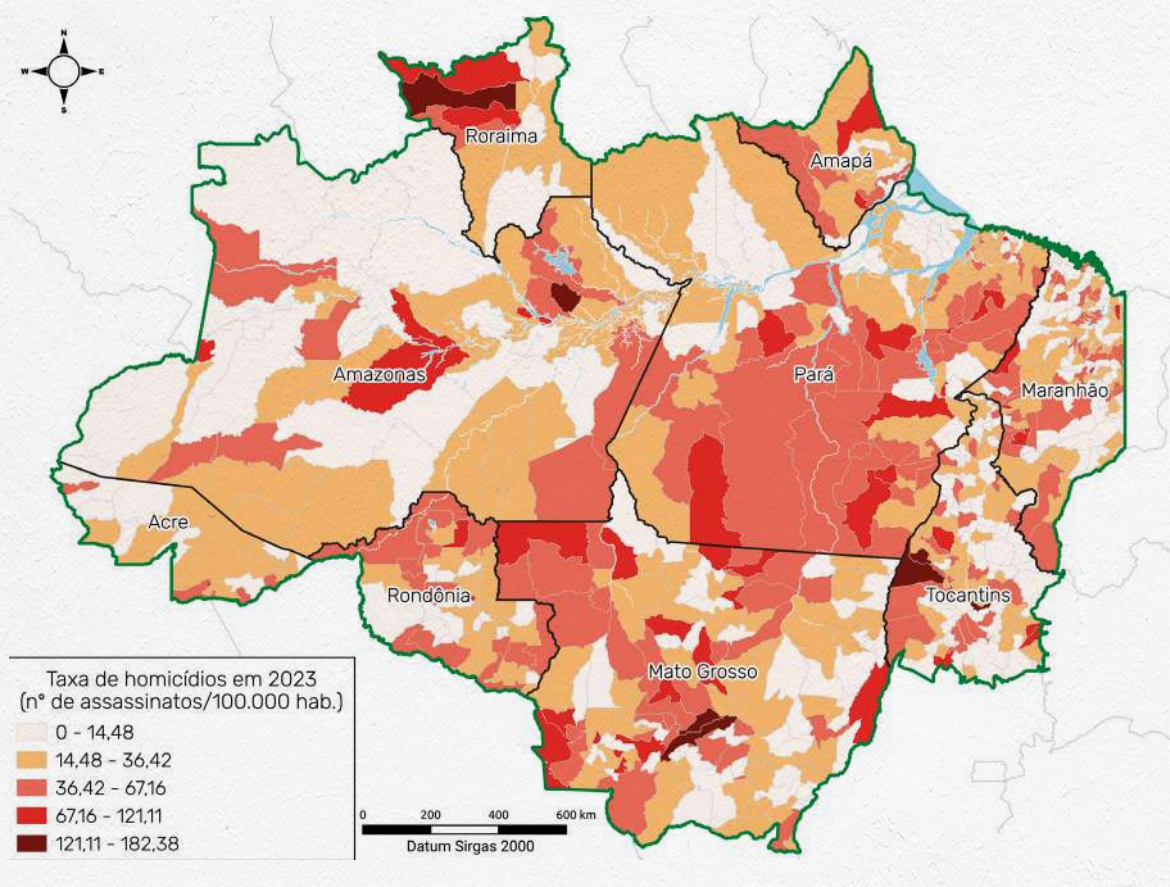 N
W
E
S
Roraima
Amapá
Amazonas
Pará
Maranhão
Acre
Rondônia
Tocantins
Mato Grosso
Taxa de homicídios em 2023
(n° de assassinatos/100.000 hab.)
0 - 14,48
14,48 - 36,42
36,42 - 67,16
67,16 - 121,11
121,11 - 182,38
0 200 400 600 km
Datum Sirgas 2000